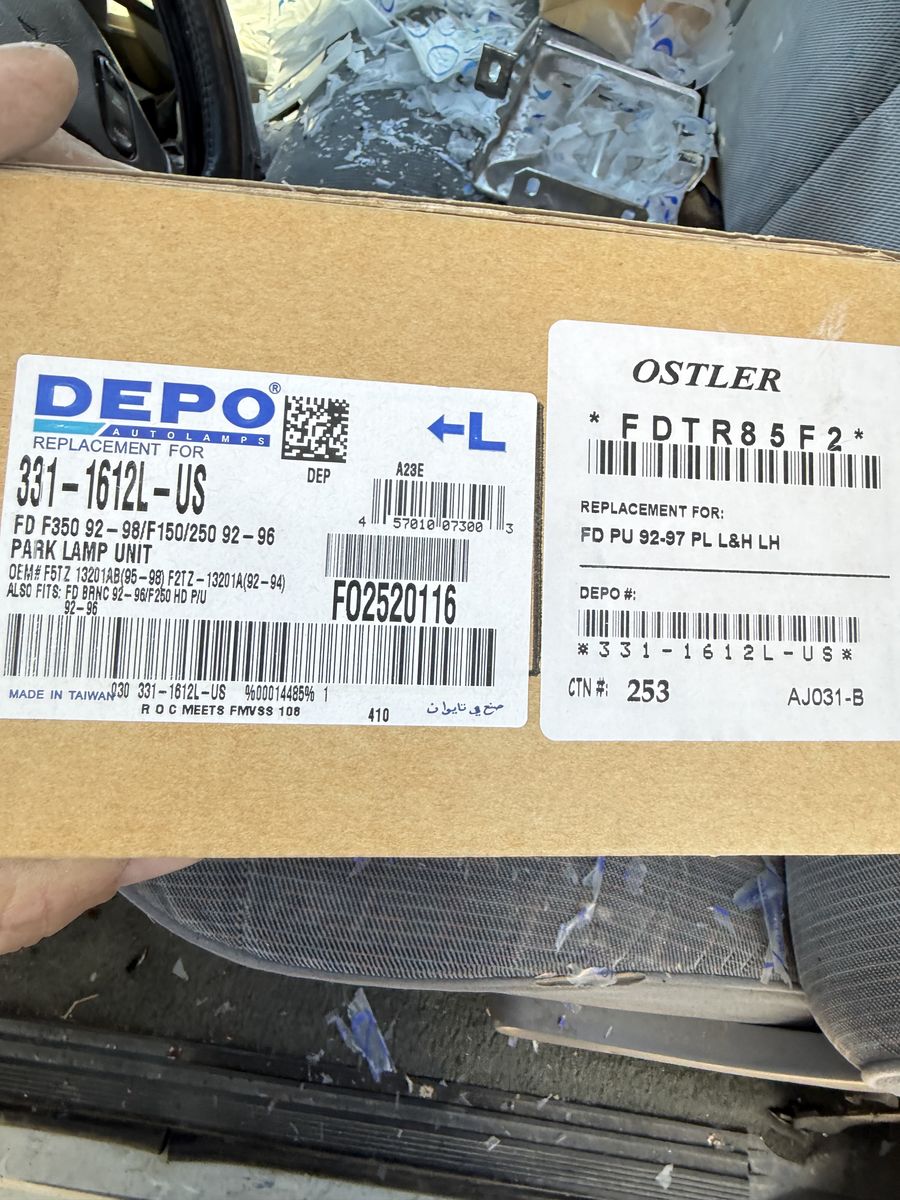 DEPO®
AUTOLAMPS
REPLACEMENT FOR
331-1612L-US
FD F350 92-98/F150/250 92-96
PARK LAMP UNIT
OEM# F5TZ 13201AB(95-98) F2TZ-13201A(92-94)
ALSO FITS: FD BRNC 92-96/F250 HD P/U
92-96
DEP
←L
A23E
4 57010 07300 3
FO2520116
MADE IN TAIWAN 030 331-1612L-US %00014485% 1
R O C MEETS FMVSS 108
410
صنع في تايوان
OSTLER
*FDTR85F2*
REPLACEMENT FOR:
FD PU 92-97 PL L&H LH
DEPO #:
*331-1612L-US*
CTN #: 253
AJ031-B